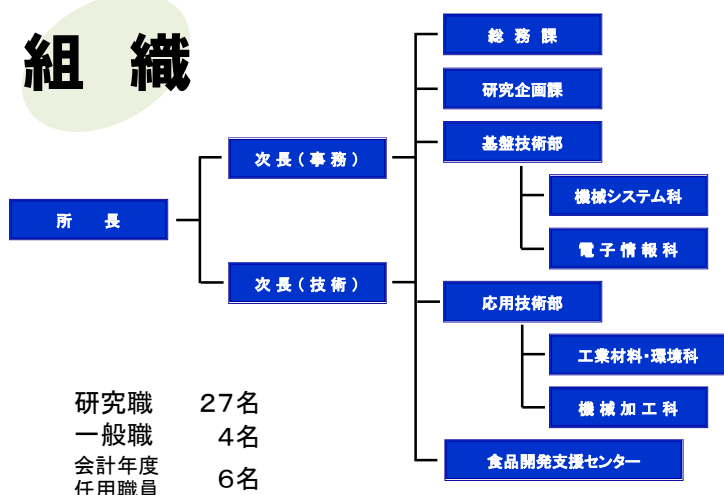 組 織
総 務 課
研究企画課
基盤技術部
次 長 ( 事 務 )
機械システム科
所 長
電 子 情 報 科
次 長 ( 技 術 )
応用技術部
工業材料・環境科
研究職 27名
機 械 加 工 科
一般職 4名
食品開発支援センター
会計年度
任用職員 6名